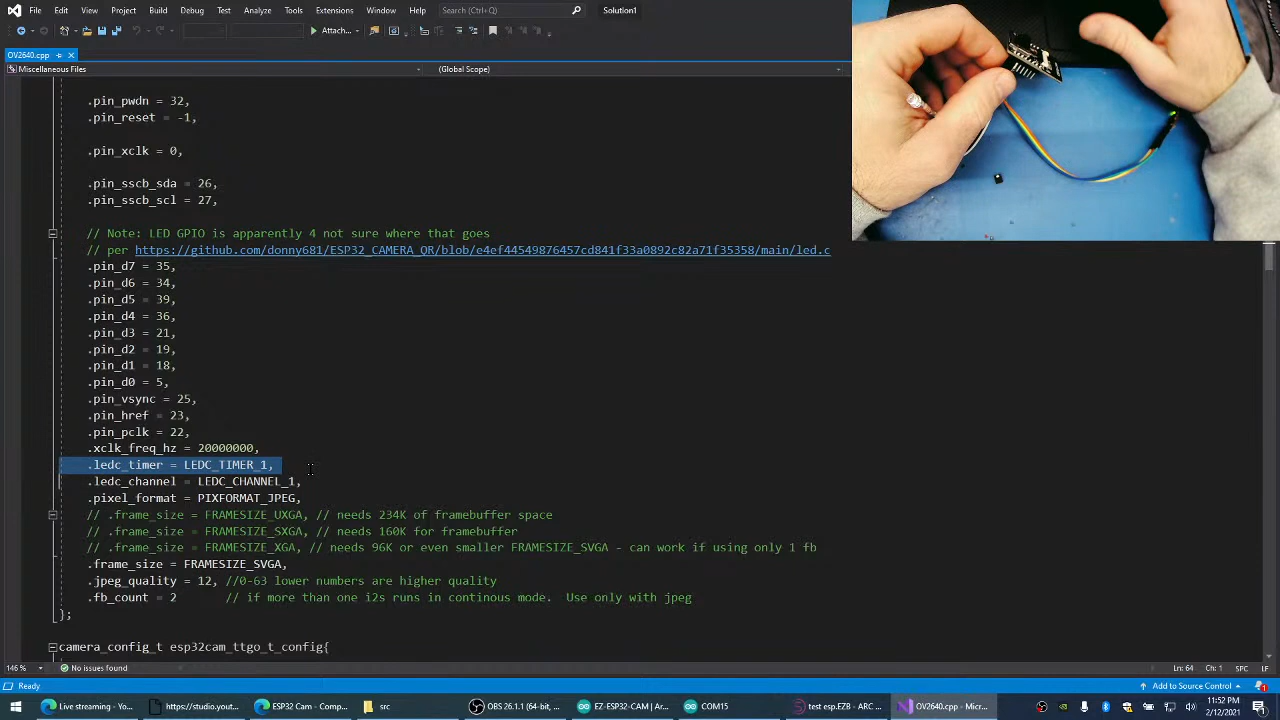 File Edit View Project Debug Test Analyze Tools Extensions Window Help Search (Ctrl+Q) Solution1
Attach...
OV2640.cpp
Miscellaneous Files (Global Scope)
.pin_pwdn = 32,
.pin_reset = -1,
.pin_xclk = 0,
.pin_sscb_sda = 26,
.pin_sscb_scl = 27,
// Note: LED GPIO is apparently 4 not sure where that goes
// per https://github.com/donny681/ESP32_CAMERA_QR/blob/e4ef44549876457cd841f33a0892c82a71f35358/main/led.c
.pin_d7 = 35,
.pin_d6 = 34,
.pin_d5 = 39,
.pin_d4 = 36,
.pin_d3 = 21,
.pin_d2 = 19,
.pin_d1 = 18,
.pin_d0 = 5,
.pin_vsync = 25,
.pin_href = 23,
.pin_pclk = 22,
.xclk_freq_hz = 20000000,
.ledc_timer = LEDC_TIMER_1,
.ledc_channel = LEDC_CHANNEL_1,
.pixel_format = PIXFORMAT_JPEG,
// .frame_size = FRAMESIZE_UXGA, // needs 234K of framebuffer space
// .frame_size = FRAMESIZE_SXGA, // needs 160K for framebuffer
// .frame_size = FRAMESIZE_XGA, // needs 96K or even smaller FRAMESIZE_SVGA - can work if using only 1 fb
.frame_size = FRAMESIZE_SVGA,
.jpeg_quality = 12, //0-63 lower numbers are higher quality
.fb_count = 2 // if more than one i2s runs in continous mode. Use only with jpeg
};
camera_config_t esp32cam_ttgo_t_config{
146 % No issues found Ln: 64 Ch: 1 SPC LF
Ready Add to Source Control 1
Live streaming - Yo... https://studio.yout... ESP32 Cam - Comp... src OBS 26.1.1 (64-bit, ... EZ-ESP32-CAM | Ar... COM15 test esp.EZB - ARC ... OV2640.cpp - Micr... 11:52 PM
2/12/2021